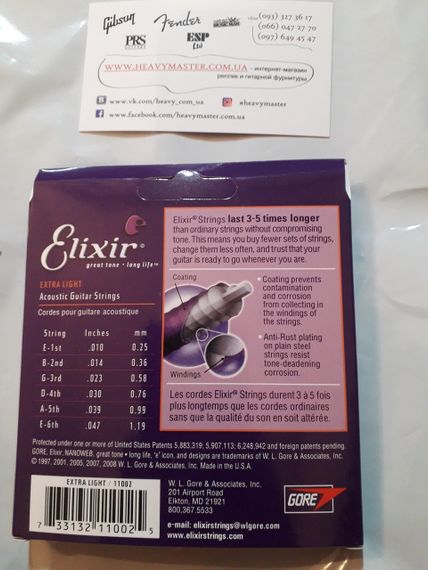 Gibson
Fender
MUSIC MAN
PRS
GUITARS
ESP
Ltd
(093) 327 36 17
(066) 047 27 70
(097) 649 45 47
WWW.HEAVYMASTER.COM.UA - интернет-магазин
реплик и гитарной фурнитуры
www.vk.com/heavy_com_ua
#heavymaster
www.facebook.com/heavymaster.com.ua
Elixir®
great tone • long life™
EXTRA LIGHT
Acoustic Guitar Strings
Cordes pour guitare acoustique
String Inches mm
E-1st .010 0.25
B-2nd .014 0.36
G-3rd .023 0.58
D-4th .030 0.76
A-5th .039 0.99
E-6th .047 1.19
Elixir® Strings last 3-5 times longer
than ordinary strings without compromising
tone. This means you buy fewer sets of strings,
change them less often, and trust that your
guitar is ready to go whenever you are.
Coating
Windings
• Coating prevents
contamination
and corrosion
from collecting in
the windings of
the strings.
• Anti-Rust plating
on plain steel
strings resist
tone-deadening
corrosion.
Les cordes Elixir® Strings durent 3 à 5 fois
plus longtemps que les cordes ordinaires
sans que la qualité du son en soit altérée.
Protected under one or more of United States Patents 5,883,319; 5,907,113; 6,248,942 and foreign patents pending.
GORE, Elixir, NANOWEB, great tone • long life, "e" icon, and designs are trademarks of W. L. Gore & Associates, Inc.
© 1997, 2001, 2005, 2007, 2008 W. L. Gore & Associates, Inc. Made in the U.S.A.
EXTRA LIGHT / 11002
7 33132 11002 5
W. L. Gore & Associates, Inc.
201 Airport Road
Elkton, MD 21921
800.367.5533
e-mail: elixirstrings@wlgore.com
www.elixirstrings.com
GORE